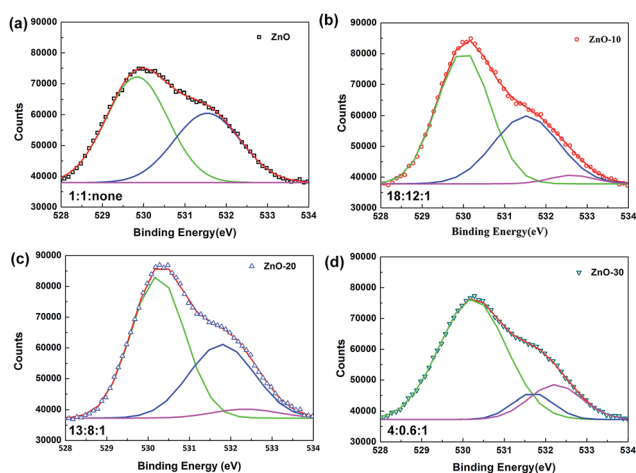 (a)
ZnO
90000
80000
70000
60000
50000
40000
30000
Counts
1:1:none
528 529 530 531 532 533 534
Binding Energy(eV)
(b)
ZnO-10
90000
80000
70000
60000
50000
40000
30000
Counts
18:12:1
528 529 530 531 532 533 534
Binding Energy(eV)
(c)
ZnO-20
90000
80000
70000
60000
50000
40000
30000
Counts
13:8:1
528 529 530 531 532 533 534
Binding Energy (eV)
(d)
ZnO-30
90000
80000
70000
60000
50000
40000
30000
Counts
4:0.6:1
528 529 530 531 532 533 534
Binding Energy (eV)